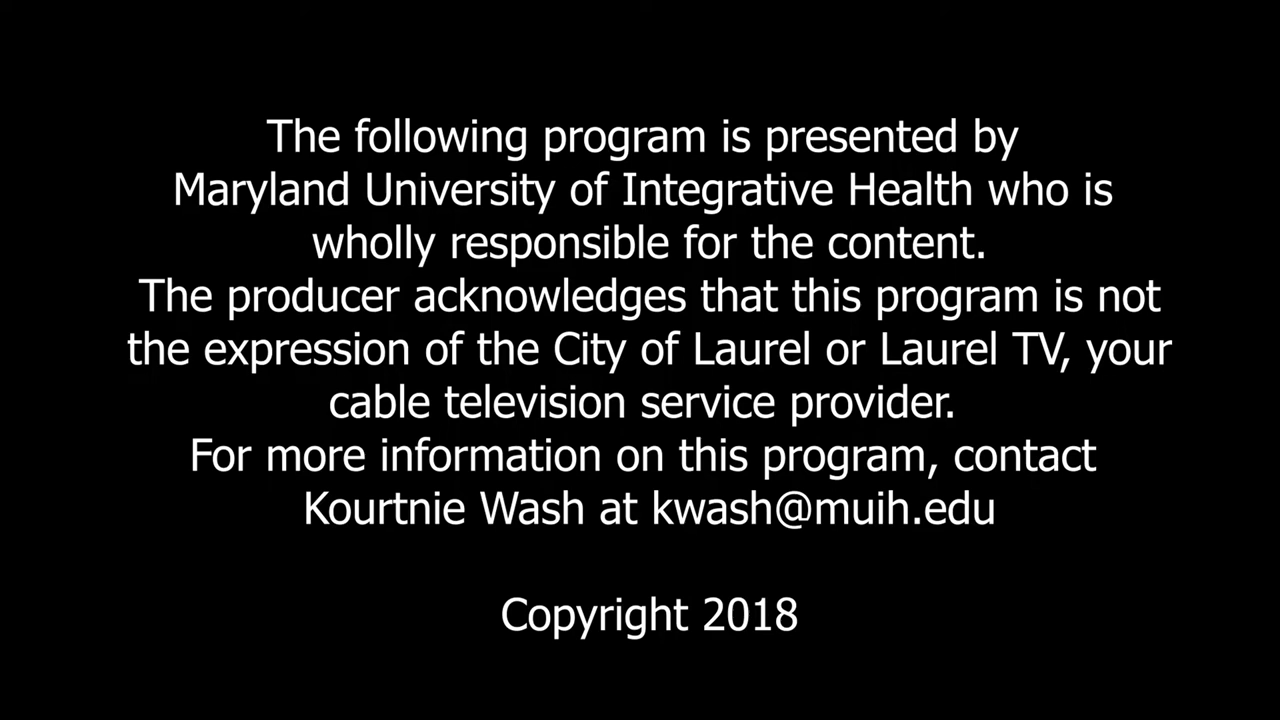 The following program is presented by
Maryland University of Integrative Health who is
wholly responsible for the content.
The producer acknowledges that this program is not
the expression of the City of Laurel or Laurel TV, your
cable television service provider.
For more information on this program, contact
Kourtnie Wash at kwash@muih.edu
Copyright 2018